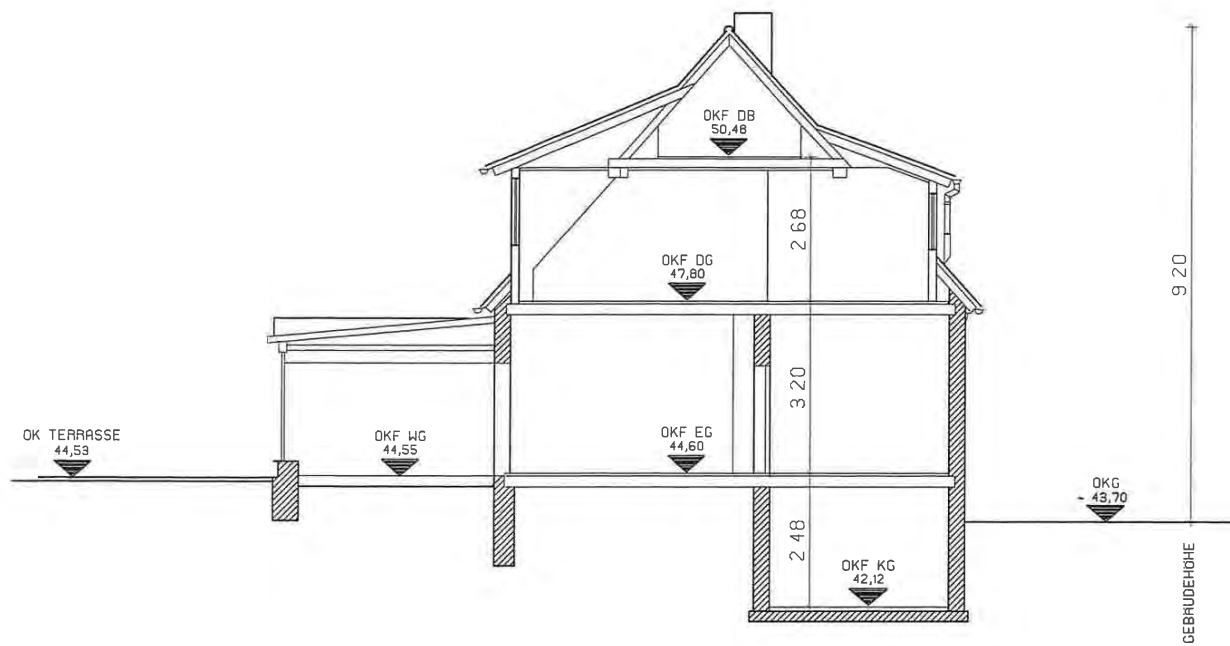 OKF DB
50,48
2 68
OKF DG
47,80
9 20
3 20
OK TERRASSE
44,53
OKF WG
44,55
OKF EG
44,60
OKG
~ 43,70
2 48
OKF KG
42,12
GEBÄUDEHÖHE